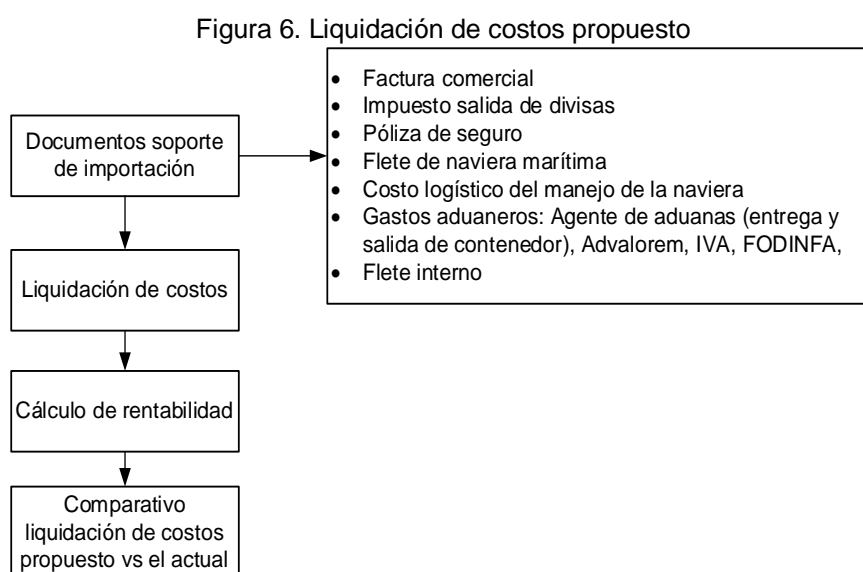 Figura 6. Liquidación de costos propuesto
Documentos soporte
de importación
• Factura comercial
• Impuesto salida de divisas
• Póliza de seguro
• Flete de naviera marítima
• Costo logístico del manejo de la naviera
• Gastos aduaneros: Agente de aduanas (entrega y
salida de contenedor), Advalorem, IVA, FODINFA,
• Flete interno
Liquidación de costos
Cálculo de rentabilidad
Comparativo
liquidación de costos
propuesto vs el actual